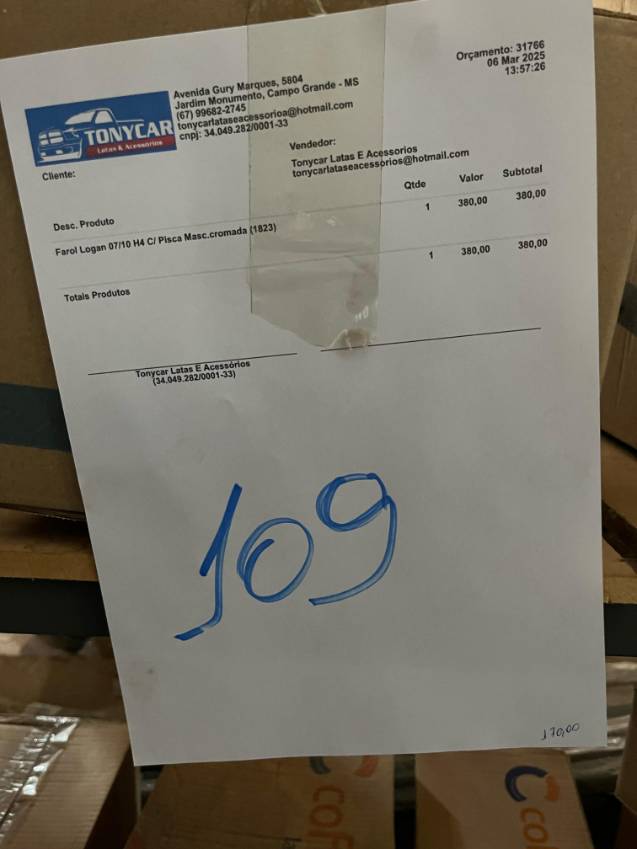 TONYCAR
Latas & Acessórios
Avenida Gury Marques, 5804
Jardim Monumento, Campo Grande - MS
(67) 99682-2745
tonycarlataseacessorioa@hotmail.com
cnpj: 34.049.282/0001-33
Orçamento: 31766
06 Mar 2025
13:57:26
Cliente:
Vendedor:
Tonycar Latas E Acessorios
tonycarlataseacessórios@hotmail.com
Desc. Produto Qtde Valor Subtotal
Farol Logan 07/10 H4 C/ Pisca Masc.cromada (1823) 1 380,00 380,00
Totais Produtos 1 380,00 380,00
Tonycar Latas E Acessórios
(34.049.282/0001-33)
109
170,00